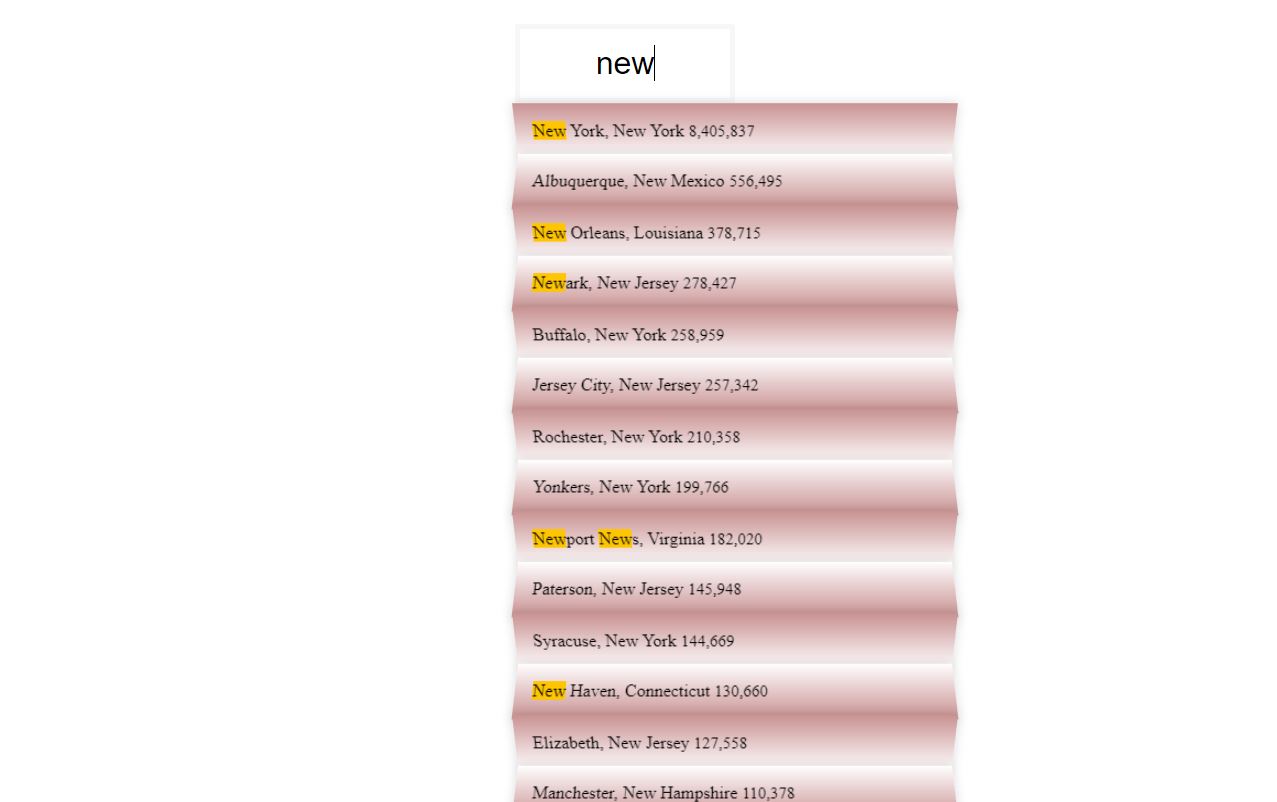 new
New York, New York 8,405,837
Albuquerque, New Mexico 556,495
New Orleans, Louisiana 378,715
Newark, New Jersey 278,427
Buffalo, New York 258,959
Jersey City, New Jersey 257,342
Rochester, New York 210,358
Yonkers, New York 199,766
Newport News, Virginia 182,020
Paterson, New Jersey 145,948
Syracuse, New York 144,669
New Haven, Connecticut 130,660
Elizabeth, New Jersey 127,558
Manchester, New Hampshire 110,378